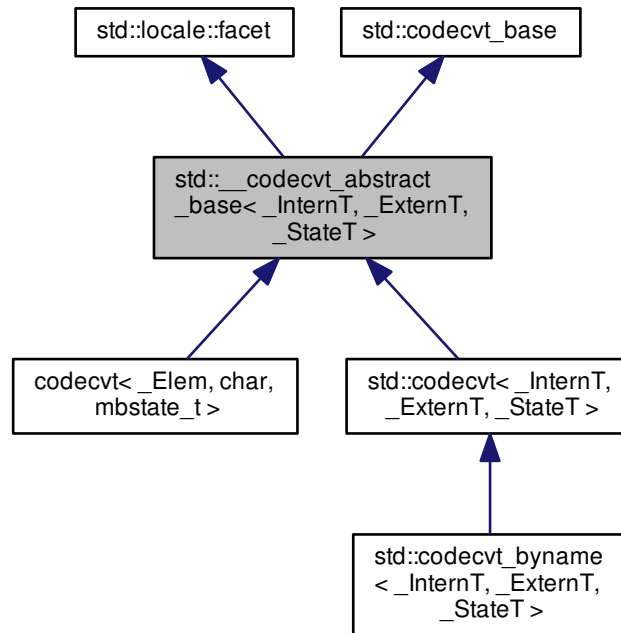 std::locale::facet
std::codecvt_base
std::__codecvt_abstract
_base< _InternT, _ExternT,
_StateT >
codecvt< _Elem, char,
mbstate_t >
std::codecvt< _InternT,
_ExternT, _StateT >
std::codecvt_byname
< _InternT, _ExternT,
_StateT >